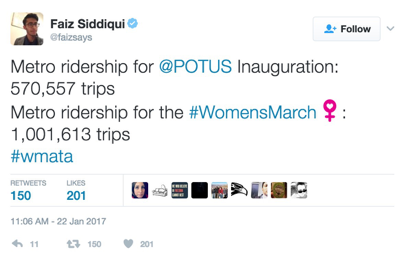 Faiz Siddiqui
@faizsays
Follow
Metro ridership for @POTUS Inauguration:
570,557 trips
Metro ridership for the #WomensMarch :
1,001,613 trips
#wmata
RETWEETS LIKES
150 201
11:06 AM - 22 Jan 2017
11 150 201